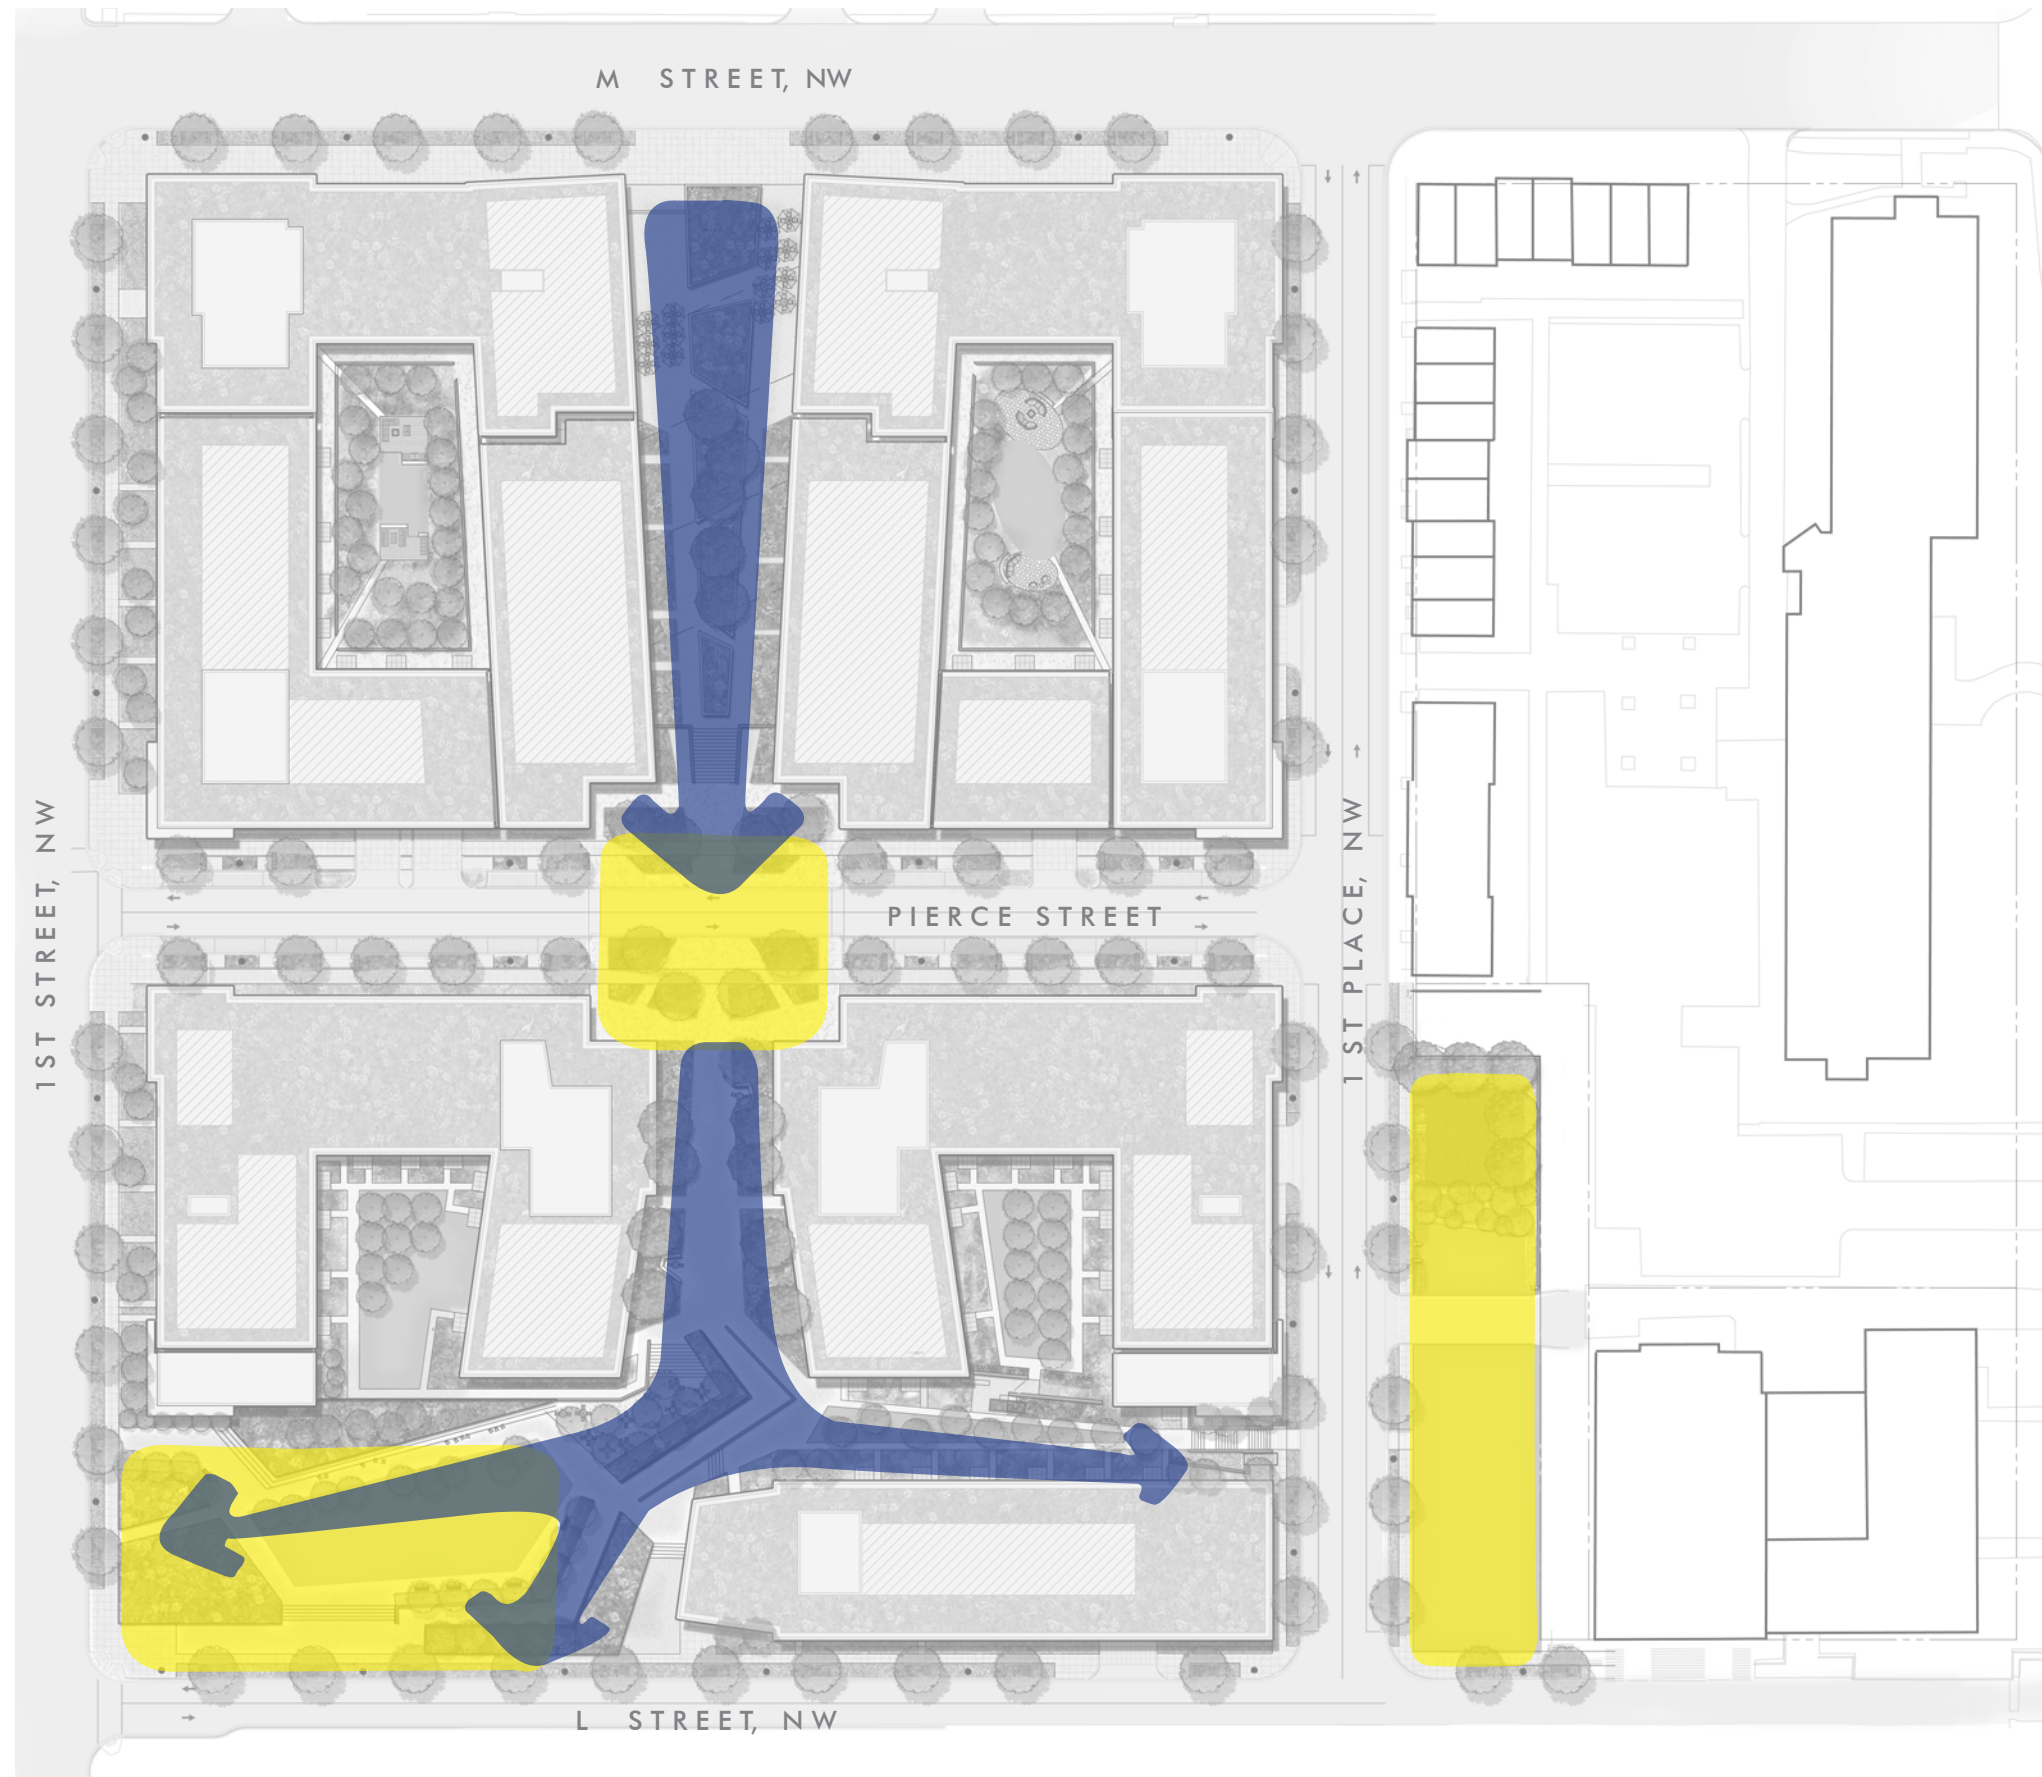 M STREET, NW
1ST STREET, NW
PIERCE STREET
1ST PLACE, NW
L STREET, NW